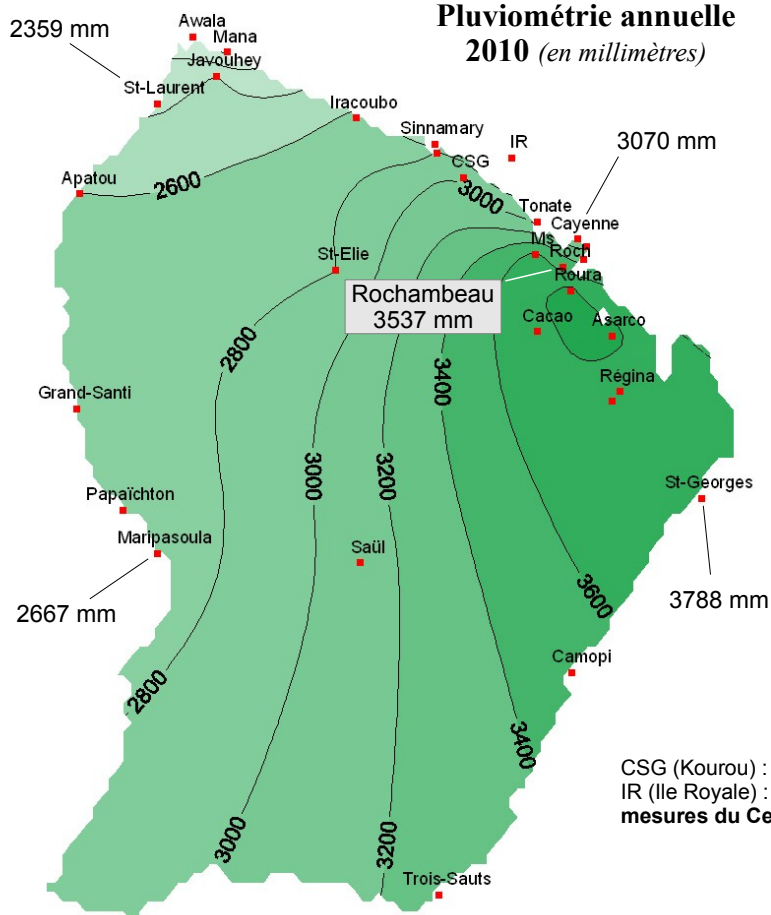 Pluviométrie annuelle
2010 (en millimètres)
Awala
2359 mm
Mana
Javouhey
St-Laurent
Iracoubo
Sinnamary
IR
3070 mm
CSG
Apatou
2600
3000
Tonate
Cayenne
Ms
Roch
St-Elie
Roura
Rochambeau
3537 mm
Cacao
Asarco
2800
3400
Régina
Grand-Santi
3000
3200
St-Georges
Papaïchton
Maripasoula
Saül
2667 mm
3600
3788 mm
Camopi
2800
3400
CSG (Kourou) :
IR (Ile Royale) :
mesures du Ce
3000
3200
Trois-Sauts